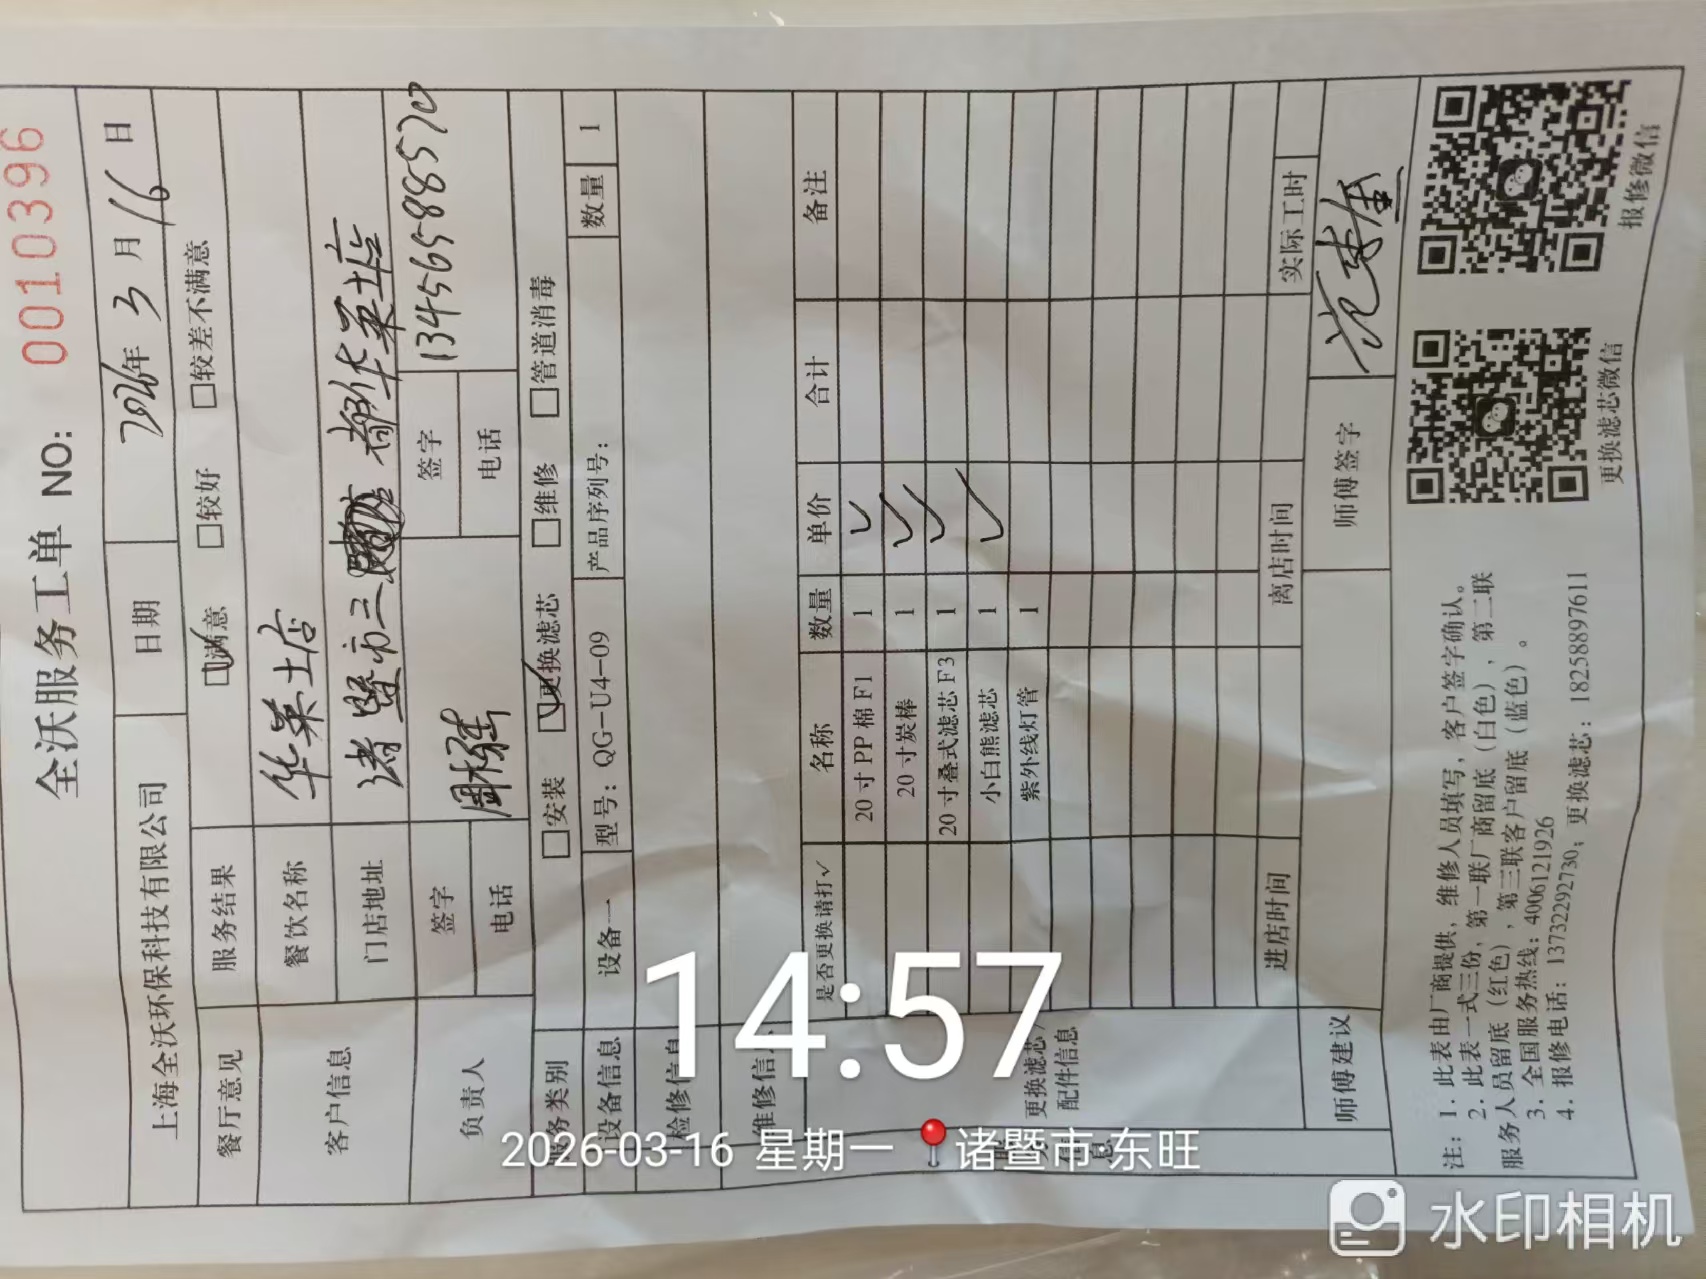 全沃服务工单 NO: 0010396
上海全沃环保科技有限公司 日期 2026年 3 月 16 日
餐厅意见 服务结果 满意 □较好 □较差不满意
客户信息 餐饮名称 华莱士店
门店地址 诸暨市三 都华莱士店
负责人 签字 签字 13456588570
电话 电话
服务类别 □安装 更换滤芯 □维修 □管道消毒
设备信息 设备一 型号：QG-U4-09 产品序列号： 数量 1
检修信息
维修信息
更换滤芯/
配件信息
是否更换请打✓ 名称 数量 单价 合计 备注
20 寸 PP 棉 F1 1 ✓
20 寸炭棒 1 ✓
20 寸叠式滤芯 F3 1 ✓
小白熊滤芯 1 ✓
紫外线灯管 1
进店时间 离店时间 实际工时
师傅建议 师傅签字
注：1. 此表由厂商提供，维修人员填写，客户签字确认。
2. 此表一式三份，第一联厂商留底（白色），第二联
服务人员留底（红色），第三联客户留底（蓝色）。
3. 全国服务热线：4006121926
4. 报修电话：13732292730；更换滤芯：18258897611
更换滤芯微信
报修微信
14:57
2026-03-16 星期一 诸暨市·东旺
水印相机